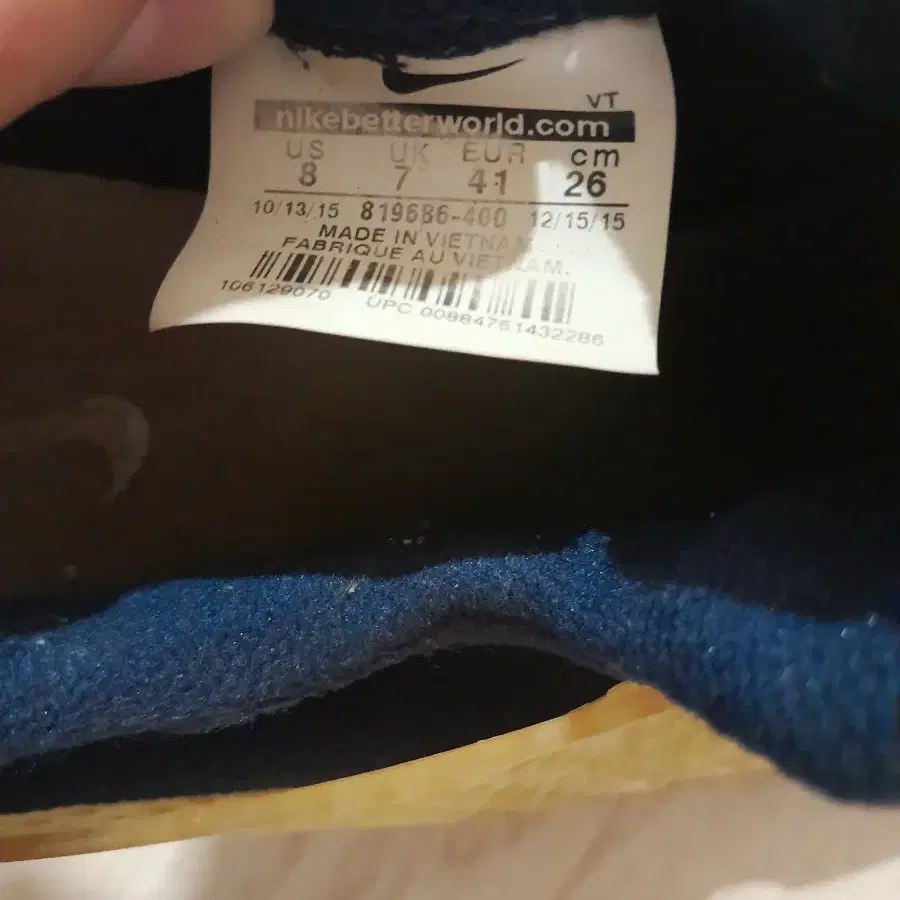 VT
nikebetterworld.com
US UK EUR cm
8 7 41 26
10/13/15 819686-400 12/15/15
MADE IN VIETNAM
FABRIQUE AU VIETNAM.
106129070
UPC 00884751432286